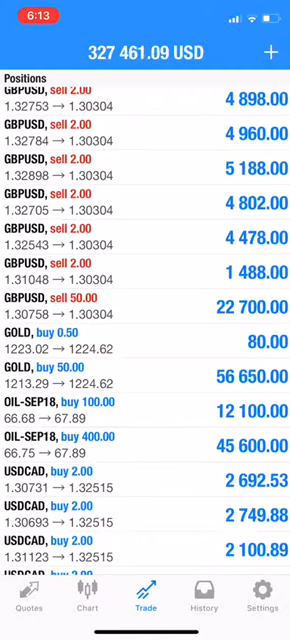 6:13
327 461.09 USD
+
Positions
GBPUSD, sell 2.00
1.32753 → 1.30304
4 898.00
GBPUSD, sell 2.00
1.32784 → 1.30304
4 960.00
GBPUSD, sell 2.00
1.32898 → 1.30304
5 188.00
GBPUSD, sell 2.00
1.32705 → 1.30304
4 802.00
GBPUSD, sell 2.00
1.32543 → 1.30304
4 478.00
GBPUSD, sell 2.00
1.31048 → 1.30304
1 488.00
GBPUSD, sell 50.00
1.30758 → 1.30304
22 700.00
GOLD, buy 0.50
1223.02 → 1224.62
80.00
GOLD, buy 50.00
1213.29 → 1224.62
56 650.00
OIL-SEP18, buy 100.00
66.68 → 67.89
12 100.00
OIL-SEP18, buy 400.00
66.75 → 67.89
45 600.00
USDCAD, buy 2.00
1.30731 → 1.32515
2 692.53
USDCAD, buy 2.00
1.30693 → 1.32515
2 749.88
USDCAD, buy 2.00
1.31123 → 1.32515
2 100.89
USDCAD, buy 2.00
Quotes
Chart
Trade
History
Settings